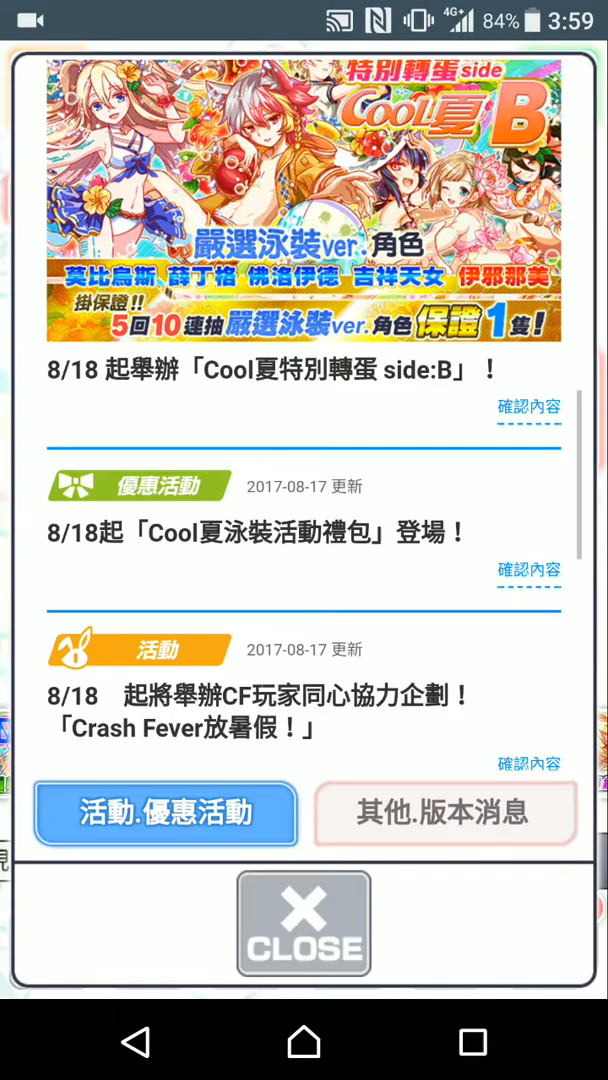 4G+ 84% 3:59
特別轉蛋side
COOL夏 B
嚴選泳裝ver. 角色
莫比烏斯 薛丁格 佛洛伊德 吉祥天女 伊邪那美
掛保證!!
5回10連抽嚴選泳裝ver.角色保證1隻!
8/18 起舉辦「Cool夏特別轉蛋 side:B」！
確認內容
優惠活動 2017-08-17 更新
8/18起「Cool夏泳裝活動禮包」登場！
確認內容
活動 2017-08-17 更新
8/18　起將舉辦CF玩家同心協力企劃！
「Crash Fever放暑假！」
確認內容
活動.優惠活動 其他.版本消息
CLOSE